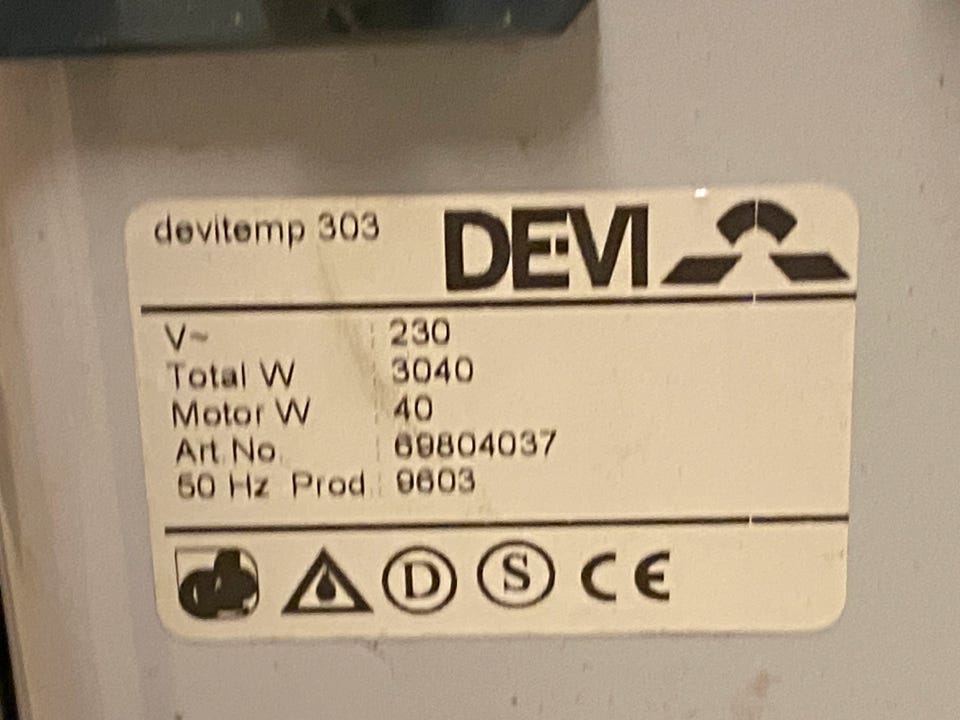 devitemp 303 DEVI
V~ : 230
Total W : 3040
Motor W : 40
Art.No. : 69804037
50 Hz Prod. : 9603
D S CE